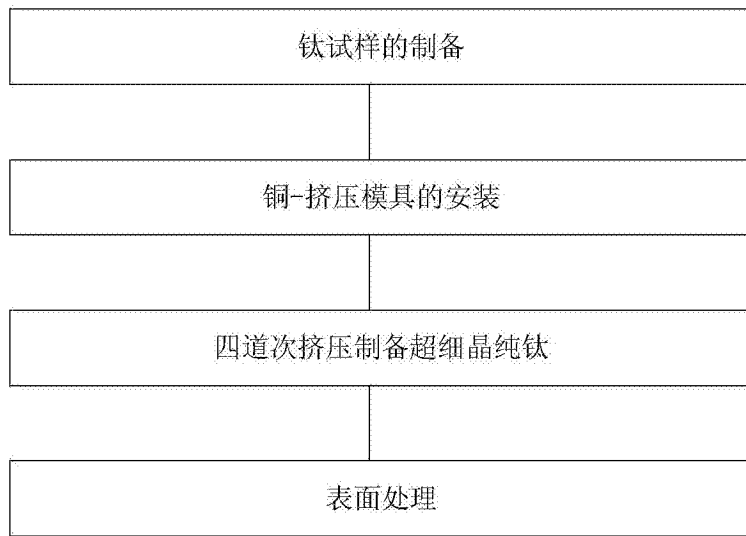 钛试样的制备
铜-挤压模具的安装
四道次挤压制备超细晶纯钛
表面处理